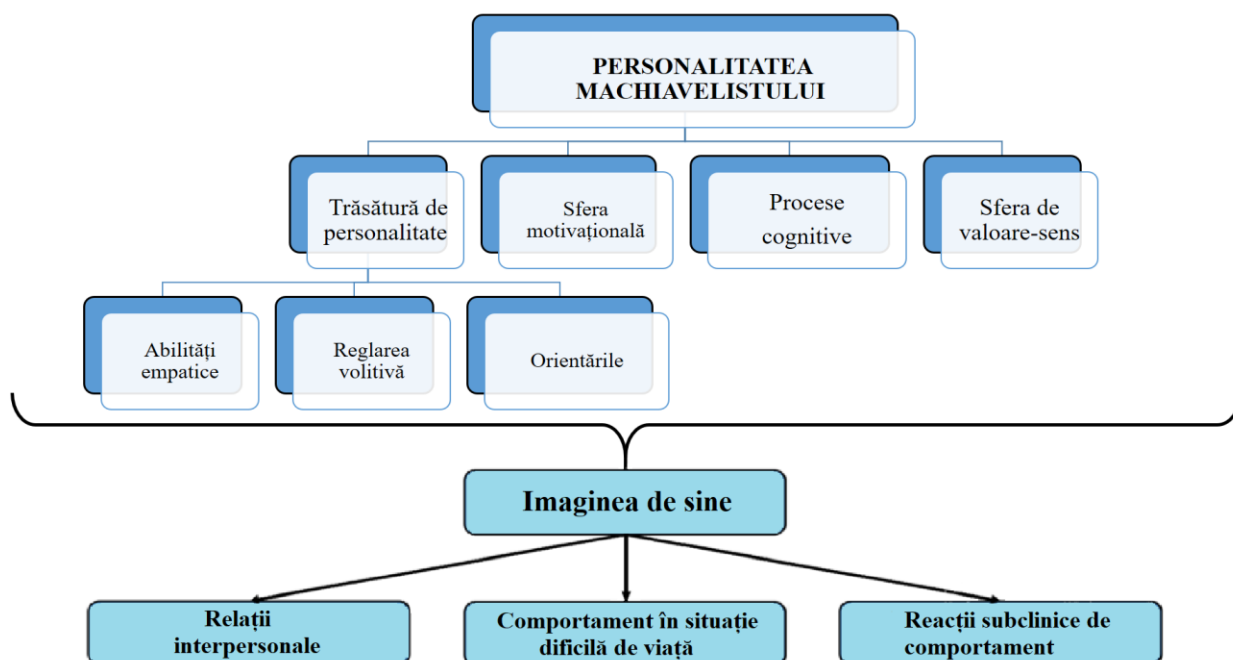 PERSONALITATEA
MACHIAVELISTULUI
Trăsătură de
personalitate
Sfera
motivațională
Procese
cognitive
Sfera de
valoare-sens
Abilități
empatice
Reglarea
volitivă
Orientările
Imaginea de sine
Relații
interpersonale
Comportament în situație
dificilă de viață
Reacții subclinice de
comportament